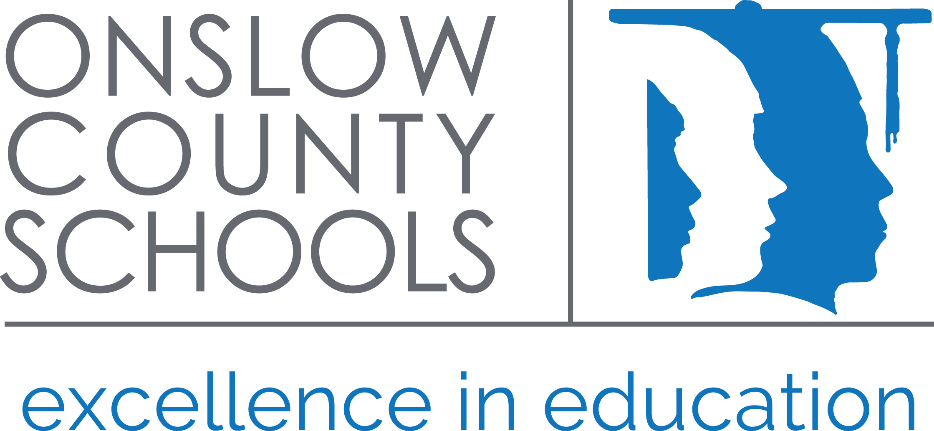 ONSLOW
COUNTY
SCHOOLS
excellence in education